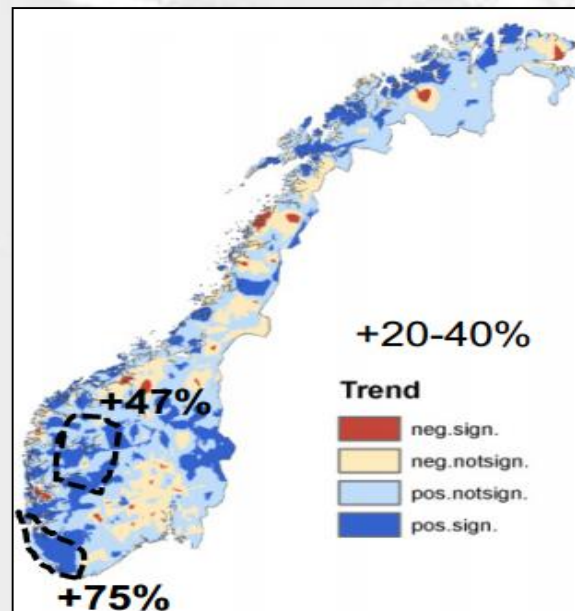 +20-40%
Trend
neg.sign.
neg.notsign.
pos.notsign.
pos.sign.
+47%
+75%